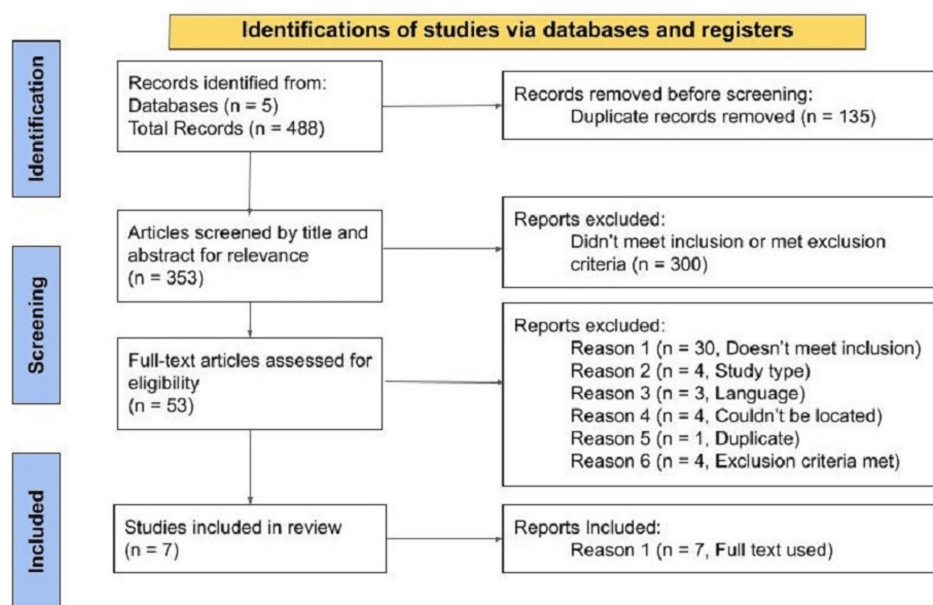 Identifications of studies via databases and registers
Identification
Records identified from:
Databases (n = 5)
Total Records (n = 488)
Records removed before screening:
Duplicate records removed (n = 135)
Screening
Articles screened by title and
abstract for relevance
(n = 353)
Reports excluded:
Didn't meet inclusion or met exclusion
criteria (n = 300)
Full-text articles assessed for
eligibility
(n = 53)
Reports excluded:
Reason 1 (n = 30, Doesn't meet inclusion)
Reason 2 (n = 4, Study type)
Reason 3 (n = 3, Language)
Reason 4 (n = 4, Couldn't be located)
Reason 5 (n = 1, Duplicate)
Reason 6 (n = 4, Exclusion criteria met)
Included
Studies included in review
(n = 7)
Reports Included:
Reason 1 (n = 7, Full text used)